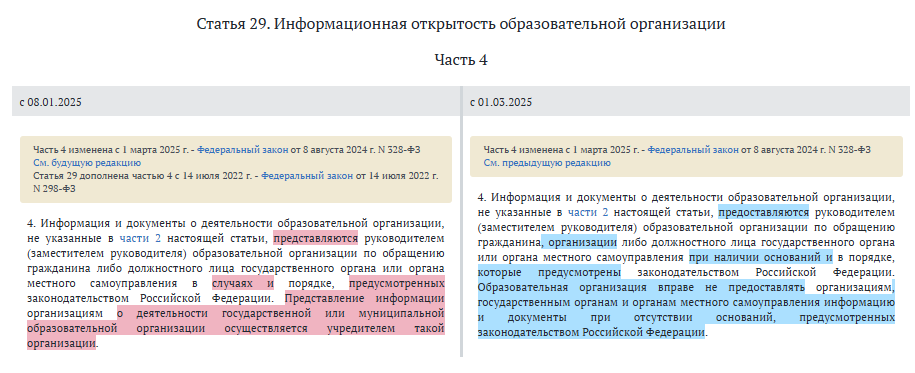 Статья 29. Информационная открытость образовательной организации
Часть 4
с 08.01.2025
Часть 4 изменена с 1 марта 2025 г. - Федеральный закон от 8 августа 2024 г. N 328-ФЗ
См. будущую редакцию
Статья 29 дополнена частью 4 с 14 июля 2022 г. - Федеральный закон от 14 июля 2022 г.
N 298-ФЗ
4. Информация и документы о деятельности образовательной организации,
не указанные в части 2 настоящей статьи, представляются руководителем
(заместителем руководителя) образовательной организации по обращению
гражданина либо должностного лица государственного органа или органа
местного самоуправления в случаях и порядке, предусмотренных
законодательством Российской Федерации. Представление информации
организациям о деятельности государственной или муниципальной
образовательной организации осуществляется учредителем такой
организации.
с 01.03.2025
Часть 4 изменена с 1 марта 2025 г. - Федеральный закон от 8 августа 2024 г. N 328-ФЗ
См. предыдущую редакцию
4. Информация и документы о деятельности образовательной организации,
не указанные в части 2 настоящей статьи, предоставляются руководителем
(заместителем руководителя) образовательной организации по обращению
гражданина, организации либо должностного лица государственного органа
или органа местного самоуправления при наличии оснований и в порядке,
которые предусмотрены законодательством Российской Федерации.
Образовательная организация вправе не предоставлять организациям,
государственным органам и органам местного самоуправления информацию
и документы при отсутствии оснований, предусмотренных
законодательством Российской Федерации.